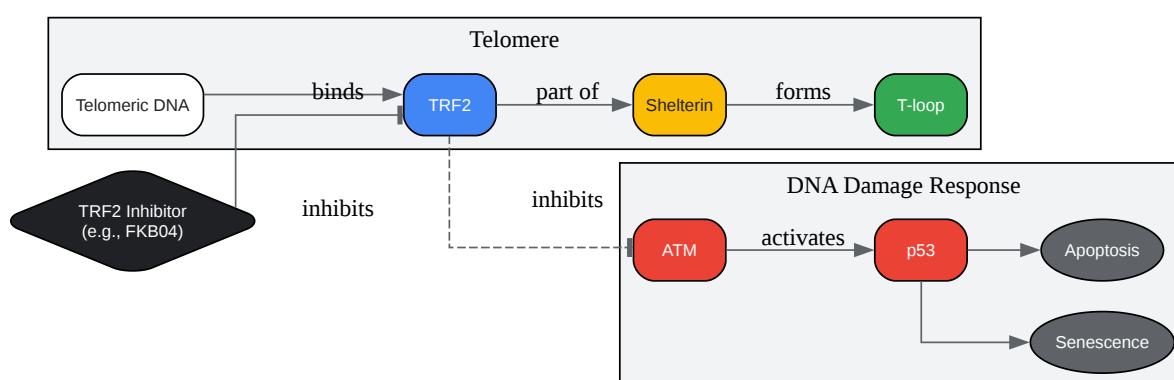 Telomere
Telomeric DNA
binds
TRF2
part of
Shelterin
forms
T-loop
TRF2 Inhibitor
(e.g., FKB04)
inhibits
inhibits
DNA Damage Response
ATM
activates
p53
Apoptosis
Senescence